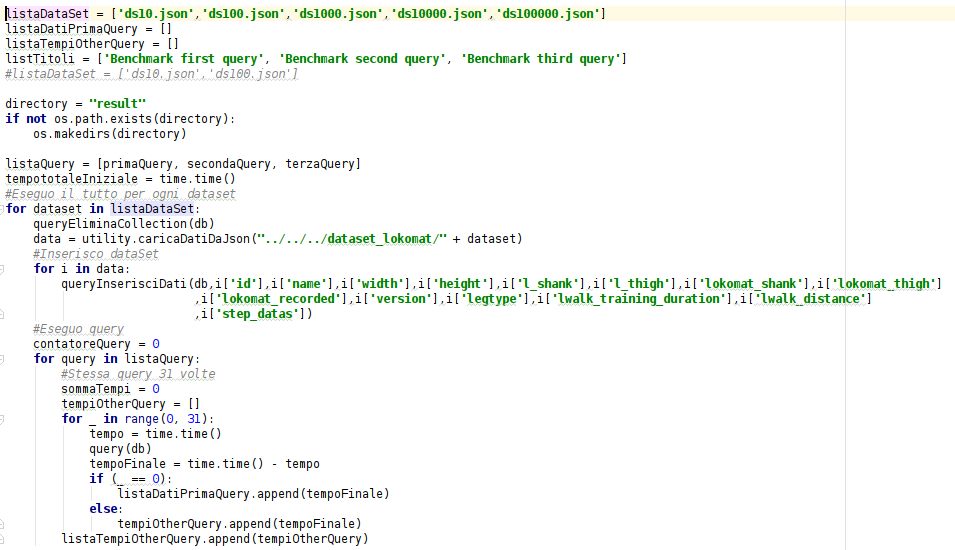 listaDataSet = ['ds10.json','ds100.json','ds1000.json','ds10000.json','ds100000.json']
listaDatiPrimaQuery = []
listaTempiOtherQuery = []
listTitoli = ['Benchmark first query', 'Benchmark second query', 'Benchmark third query']
#listaDataSet = ['ds10.json','ds100.json']
directory = "result"
if not os.path.exists(directory):
    os.makedirs(directory)
listaQuery = [primaQuery, secondaQuery, terzaQuery]
tempototaleIniziale = time.time()
#Eseguo il tutto per ogni dataset
for dataset in listaDataSet:
    queryEliminaCollection(db)
    data = utility.caricaDatiDaJson("../../../dataset_lokomat/" + dataset)
    #Inserisco dataSet
    for i in data:
        queryInserisciDati(db,i['id'],i['name'],i['width'],i['height'],i['l_shank'],i['l_thigh'],i['lokomat_shank'],i['lokomat_thigh']
                           ,i['lokomat_recorded'],i['version'],i['legtype'],i['lwalk_training_duration'],i['lwalk_distance']
                           ,i['step_datas'])
    #Eseguo query
    contatoreQuery = 0
    for query in listaQuery:
        #Stessa query 31 volte
        sommaTempi = 0
        tempiOtherQuery = []
        for _ in range(0, 31):
            tempo = time.time()
            query(db)
            tempoFinale = time.time() - tempo
            if (_ == 0):
                listaDatiPrimaQuery.append(tempoFinale)
            else:
                tempiOtherQuery.append(tempoFinale)
        listaTempiOtherQuery.append(tempiOtherQuery)